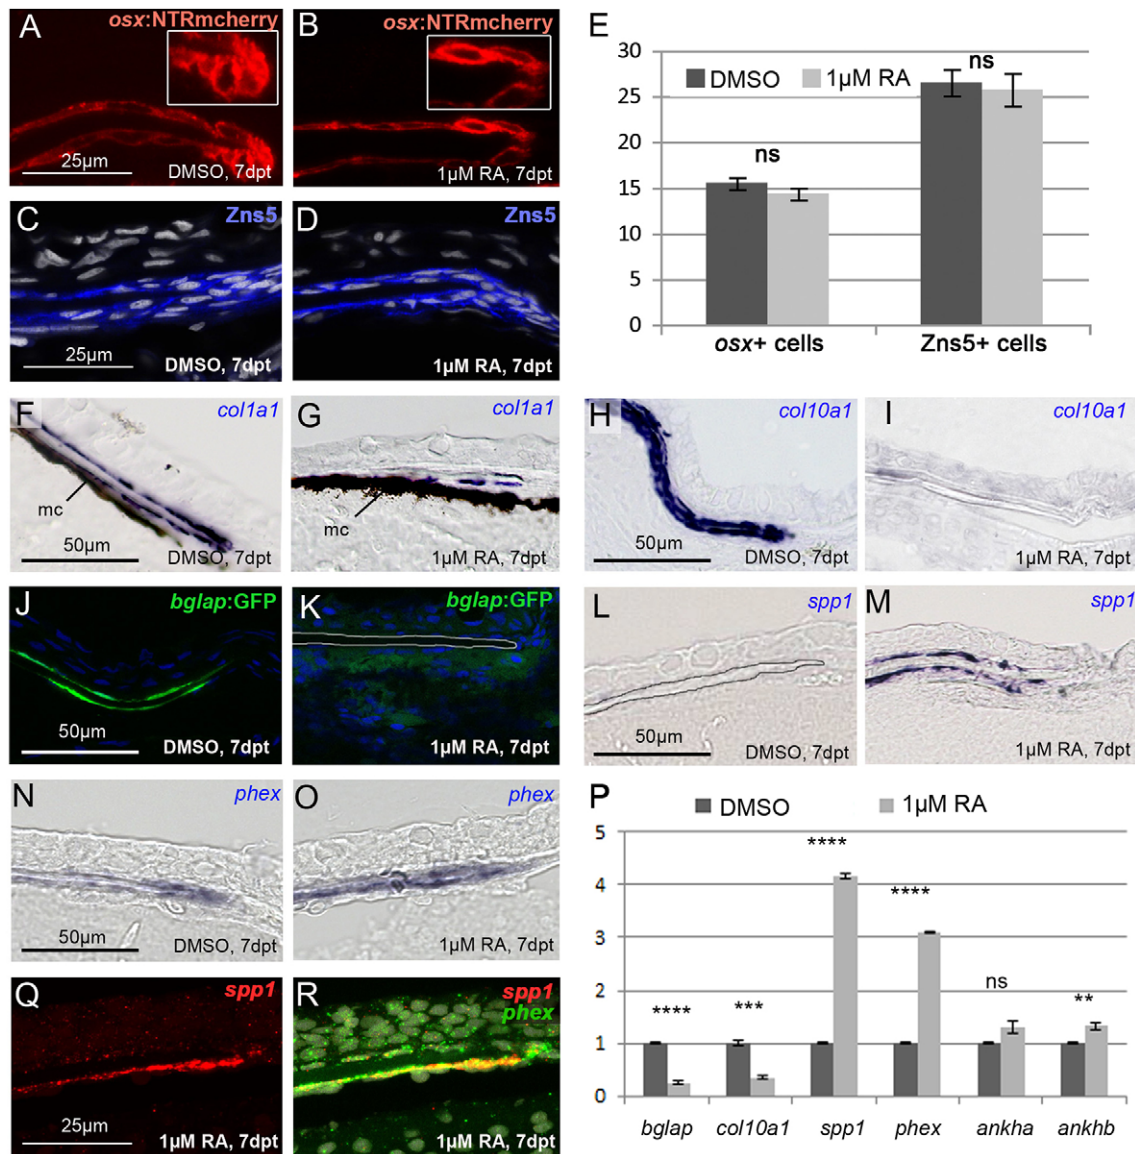 A
osx:NTRmcherry
25µm
DMSO, 7dpt
B
osx:NTRmcherry
1µM RA, 7dpt
C
Zns5
25µm
DMSO, 7dpt
D
Zns5
1µM RA, 7dpt
E
30
25
20
15
10
5
0
DMSO
1µM RA
ns
ns
osx+ cells
Zns5+ cells
F
col1a1
mc
50µm
DMSO, 7dpt
G
col1a1
mc
1µM RA, 7dpt
H
col10a1
50µm
DMSO, 7dpt
I
col10a1
1µM RA, 7dpt
J
bglap:GFP
50µm
DMSO, 7dpt
K
bglap:GFP
1µM RA, 7dpt
L
spp1
50µm
DMSO, 7dpt
M
spp1
1µM RA, 7dpt
N
phex
50µm
DMSO, 7dpt
O
phex
1µM RA, 7dpt
P
DMSO
1µM RA
5
4
3
2
1
0
****
***
****
****
ns
**
bglap
col10a1
spp1
phex
ankha
ankhb
Q
spp1
25µm
1µM RA, 7dpt
R
spp1
phex
1µM RA, 7dpt